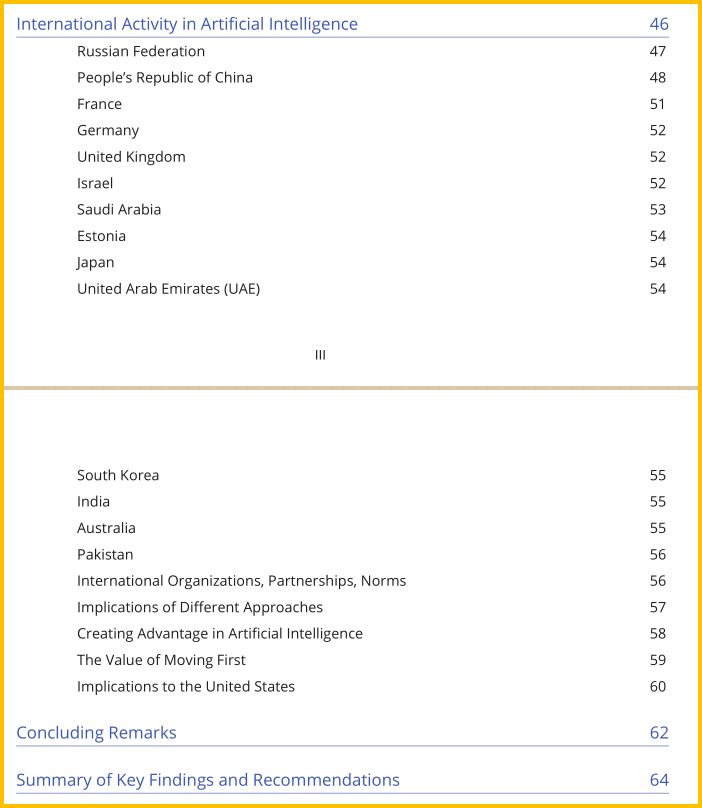 International Activity in Artificial Intelligence 46
Russian Federation 47
People’s Republic of China 48
France 51
Germany 52
United Kingdom 52
Israel 52
Saudi Arabia 53
Estonia 54
Japan 54
United Arab Emirates (UAE) 54
III
South Korea 55
India 55
Australia 55
Pakistan 56
International Organizations, Partnerships, Norms 56
Implications of Different Approaches 57
Creating Advantage in Artificial Intelligence 58
The Value of Moving First 59
Implications to the United States 60
Concluding Remarks 62
Summary of Key Findings and Recommendations 64